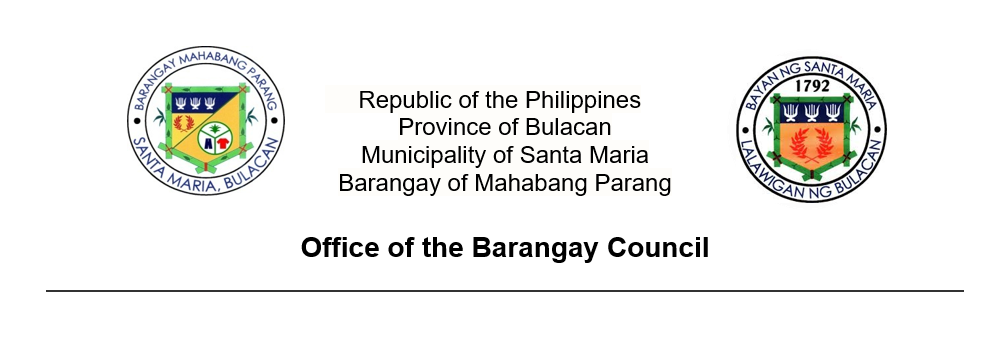 BARANGAY MAHABANG PARANG
SANTA MARIA, BULACAN
Republic of the Philippines
Province of Bulacan
Municipality of Santa Maria
Barangay of Mahabang Parang
BAYAN NG SANTA MARIA
1792
LALAWIGAN NG BULACAN
Office of the Barangay Council